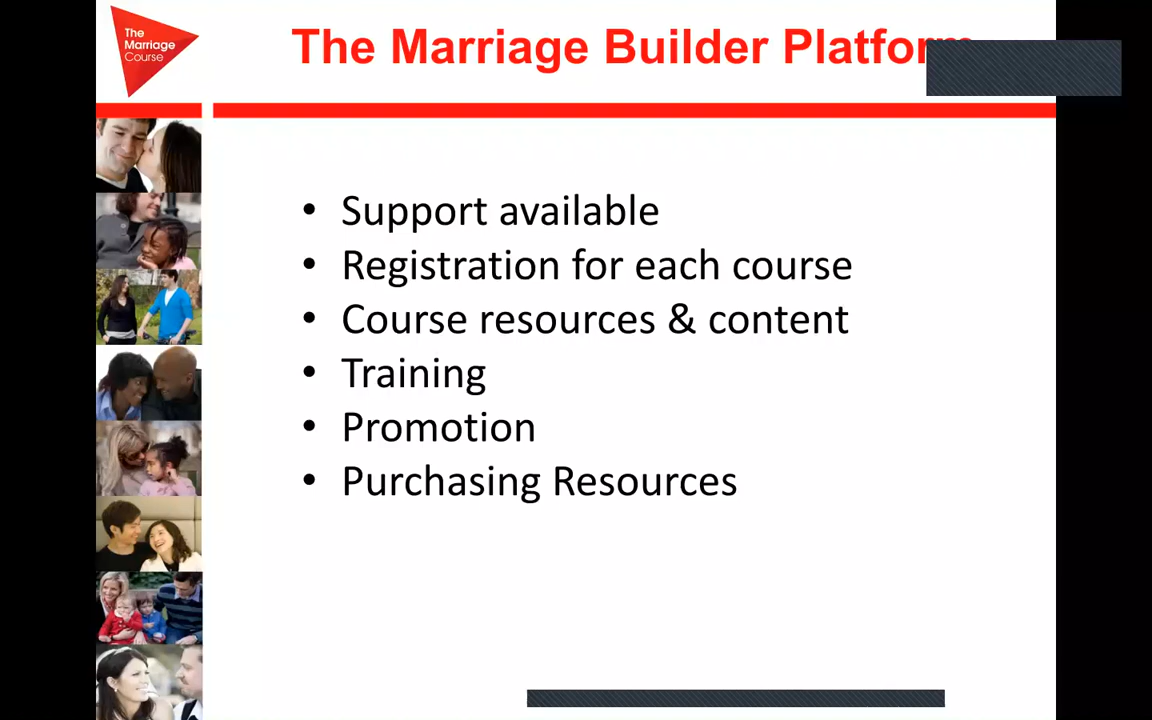 The
Marriage
Course
The Marriage Builder Platform
• Support available
• Registration for each course
• Course resources & content
• Training
• Promotion
• Purchasing Resources